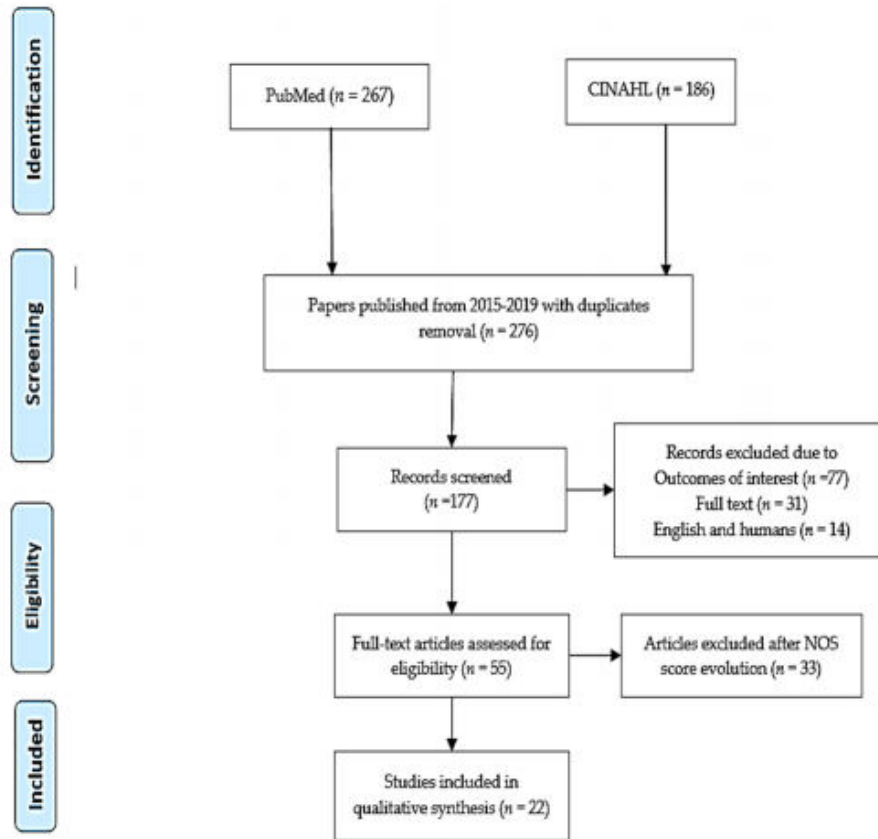 Identification
PubMed (n = 267)
CINAHL (n = 186)
Screening
Papers published from 2015-2019 with duplicates
removal (n = 276)
Records screened
(n =177)
Records excluded due to
Outcomes of interest (n =77)
Full text (n = 31)
English and humans (n = 14)
Eligibility
Full-text articles assessed for
eligibility (n = 55)
Articles excluded after NOS
score evolution (n = 33)
Included
Studies included in
qualitative synthesis (n = 22)